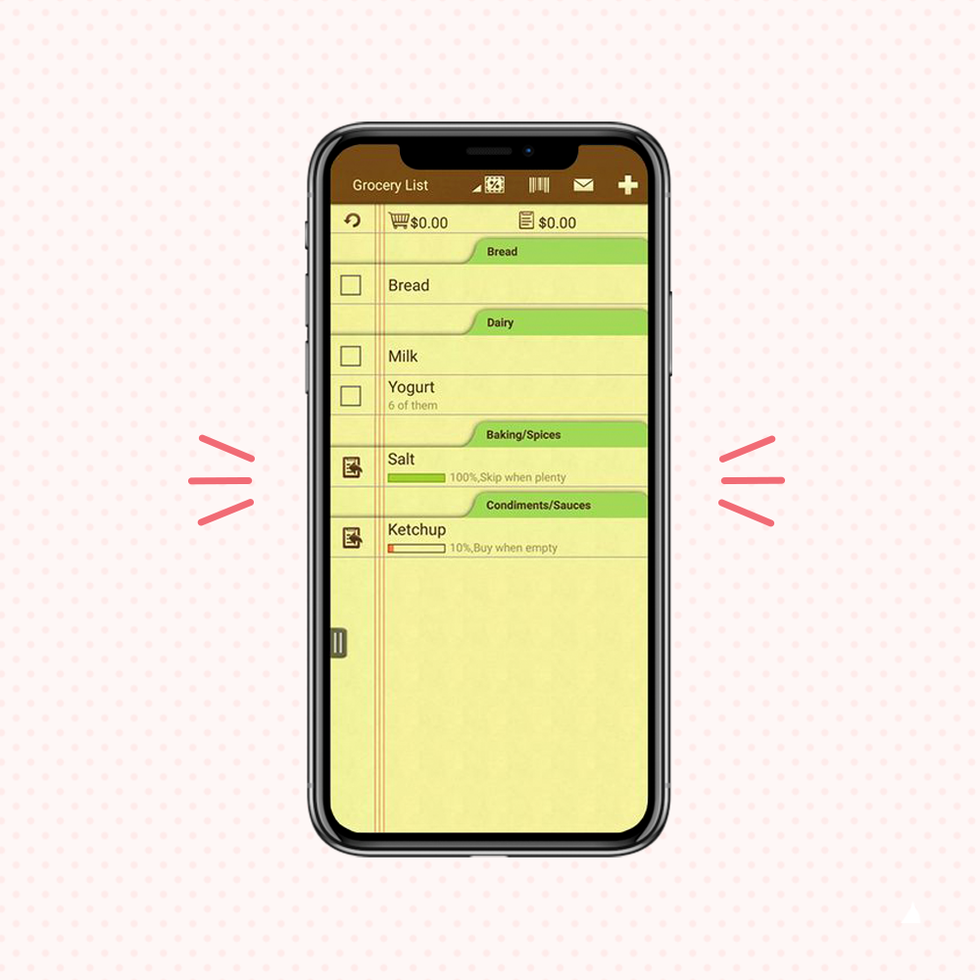 Grocery List
$0.00 $0.00
Bread
Bread
Dairy
Milk
Yogurt
6 of them
Baking/Spices
Salt
100%,Skip when plenty
Condiments/Sauces
Ketchup
10%,Buy when empty